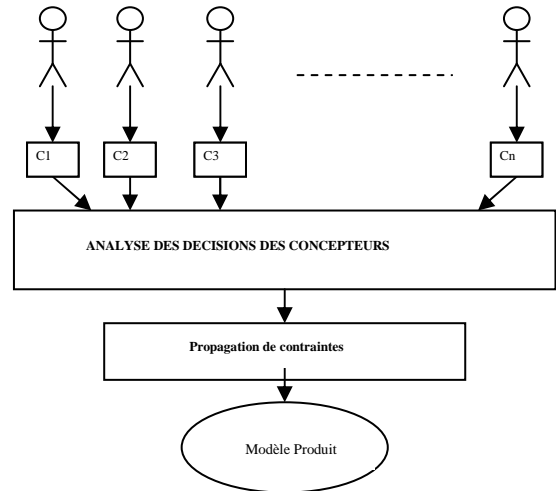 C1
C2
C3
Cn
ANALYSE DES DECISIONS DES CONCEPTEURS
Propagation de contraintes
Modèle Produit